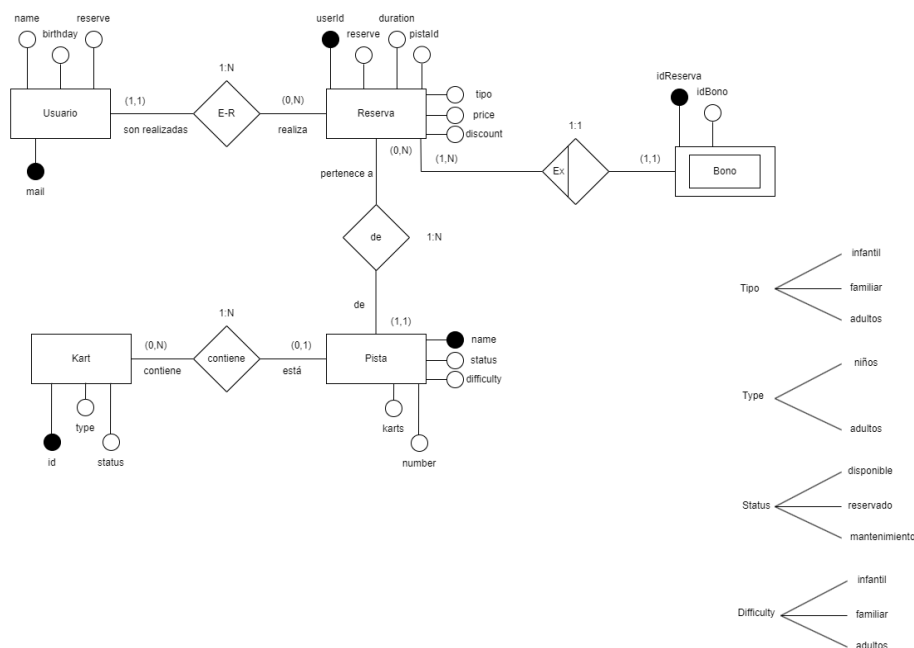 name
birthday
reserve
userId
reserve
duration
pistaId
idReserva
idBono
1:N
(1,1)
(0,N)
Usuario
E-R
Reserva
son realizadas
realiza
tipo
price
discount
mail
(0,N)
(1,N)
1:1
(1,1)
Ex
Bono
pertenece a
de
1:N
de
(1,1)
1:N
(0,N)
(0,1)
Kart
contiene
Pista
contiene
está
name
status
difficulty
type
id
status
karts
number
Tipo
infantil
familiar
adultos
Type
niños
adultos
Status
disponible
reservado
mantenimiento
Difficulty
infantil
familiar
adultos